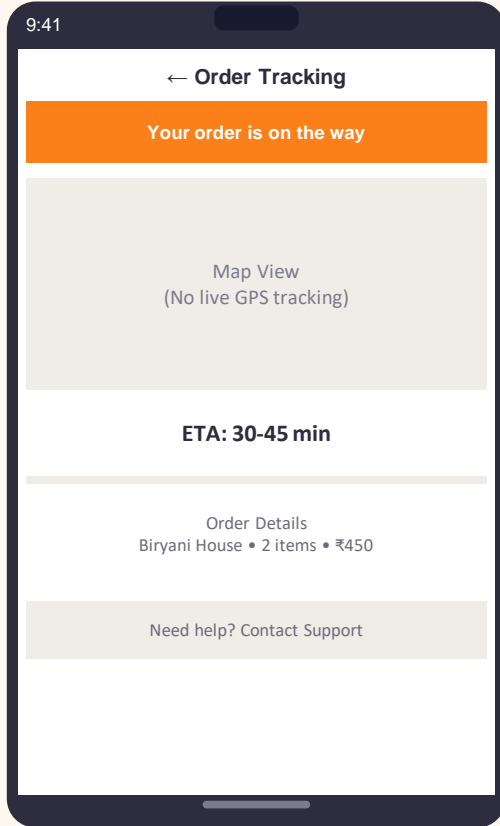 9:41
← Order Tracking
Your order is on the way
Map View
(No live GPS tracking)
ETA: 30-45 min
Order Details
Biryani House • 2 items • ₹450
Need help? Contact Support